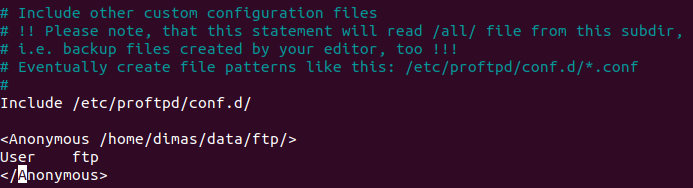 # Include other custom configuration files
# !! Please note, that this statement will read /all/ file from this subdir,
# i.e. backup files created by your editor, too !!!
# Eventually create file patterns like this: /etc/proftpd/conf.d/*.conf
#
Include /etc/proftpd/conf.d/

<Anonymous /home/dimas/data/ftp/>
User    ftp
</Anonymous>